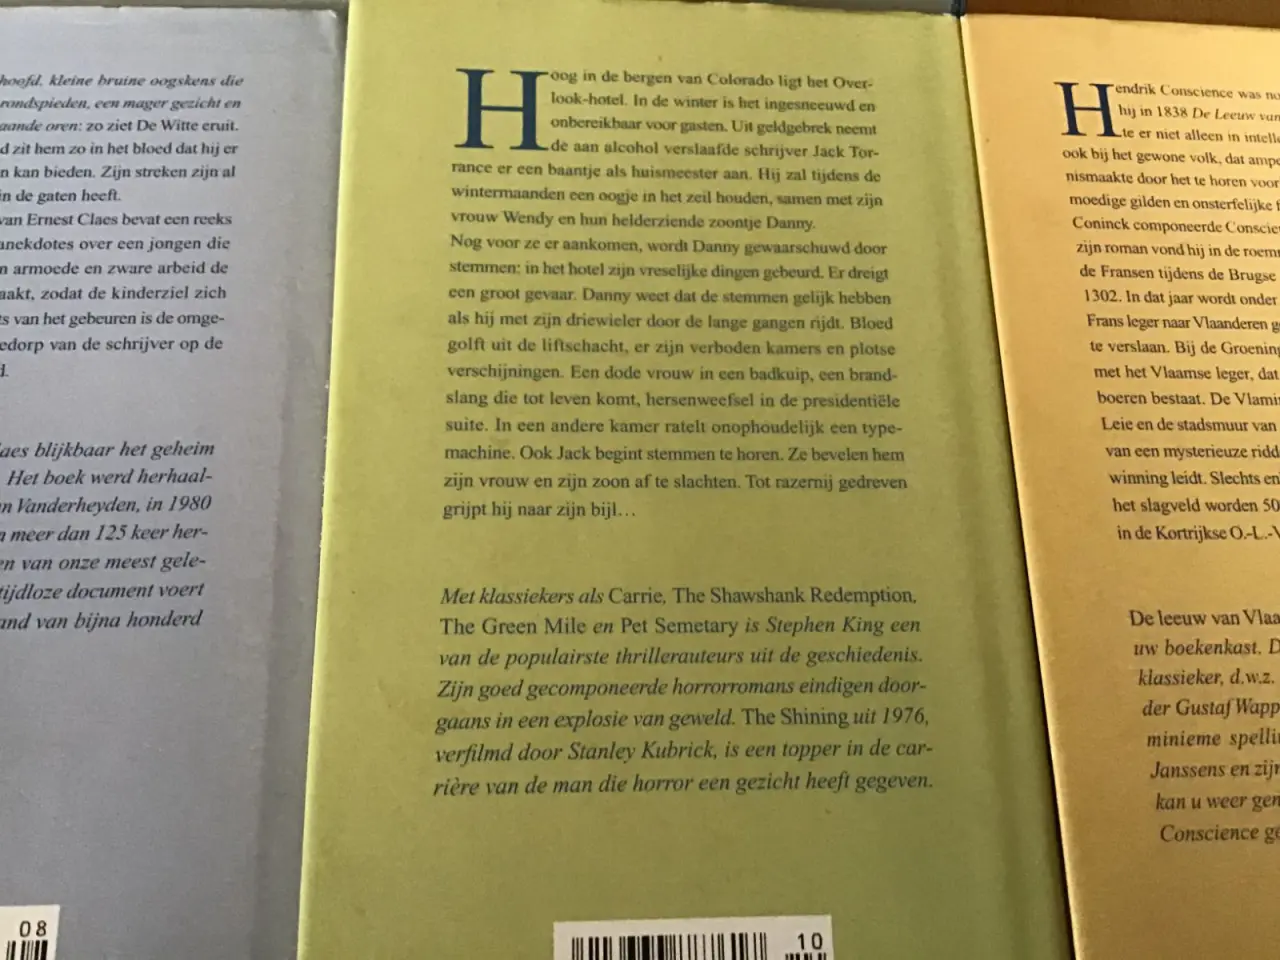 hoofd, kleine bruine oogskens die
rondspieden, een mager gezicht en
aande oren: zo ziet De Witte eruit.
d zit hem zo in het bloed dat hij er
n kan bieden. Zijn streken zijn al
in de gaten heeft.
van Ernest Claes bevat een reeks
anekdotes over een jongen die
n armoede en zware arbeid de
aakt, zodat de kinderziel zich
ts van het gebeuren is de omge-
edorp van de schrijver op de
d.
laes blijkbaar het geheim
Het boek werd herhaal-
n Vanderheyden, in 1980
n meer dan 125 keer her-
en van onze meest gele-
tijdloze document voert
and van bijna honderd
08
Hoog in de bergen van Colorado ligt het Over-
look-hotel. In de winter is het ingesneeuwd en
onbereikbaar voor gasten. Uit geldgebrek neemt
de aan alcohol verslaafde schrijver Jack Tor-
rance er een baantje als huismeester aan. Hij zal tijdens de
wintermaanden een oogje in het zeil houden, samen met zijn
vrouw Wendy en hun helderziende zoontje Danny.
Nog voor ze er aankomen, wordt Danny gewaarschuwd door
stemmen: in het hotel zijn vreselijke dingen gebeurd. Er dreigt
een groot gevaar. Danny weet dat de stemmen gelijk hebben
als hij met zijn driewieler door de lange gangen rijdt. Bloed
golft uit de liftschacht, er zijn verboden kamers en plotse
verschijningen. Een dode vrouw in een badkuip, een brand-
slang die tot leven komt, hersenweefsel in de presidentiële
suite. In een andere kamer ratelt onophoudelijk een type-
machine. Ook Jack begint stemmen te horen. Ze bevelen hem
zijn vrouw en zijn zoon af te slachten. Tot razernij gedreven
grijpt hij naar zijn bijl…
Met klassiekers als Carrie, The Shawshank Redemption,
The Green Mile en Pet Semetary is Stephen King een
van de populairste thrillerauteurs uit de geschiedenis.
Zijn goed gecomponeerde horrorromans eindigen door-
gaans in een explosie van geweld. The Shining uit 1976,
verfilmd door Stanley Kubrick, is een topper in de car-
rière van de man die horror een gezicht heeft gegeven.
10
Hendrik Conscience was no
hij in 1838 De Leeuw van
te er niet alleen in intelle
ook bij het gewone volk, dat ampe
nismaakte door het te horen voor
moedige gilden en onsterfelijke f
Coninck componeerde Conscien
zijn roman vond hij in de roem
de Fransen tijdens de Brugse
1302. In dat jaar wordt onder
Frans leger naar Vlaanderen g
te verslaan. Bij de Groening
met het Vlaamse leger, dat
boeren bestaat. De Vlami
Leie en de stadsmuur van
van een mysterieuze ridd
winning leidt. Slechts en
het slagveld worden 50
in de Kortrijkse O.-L.-V
De leeuw van Vlaa
uw boekenkast. D
klassieker, d.w.z.
der Gustaf Wapp
minieme spelli
Janssens en zijn
kan u weer gen
Conscience ge